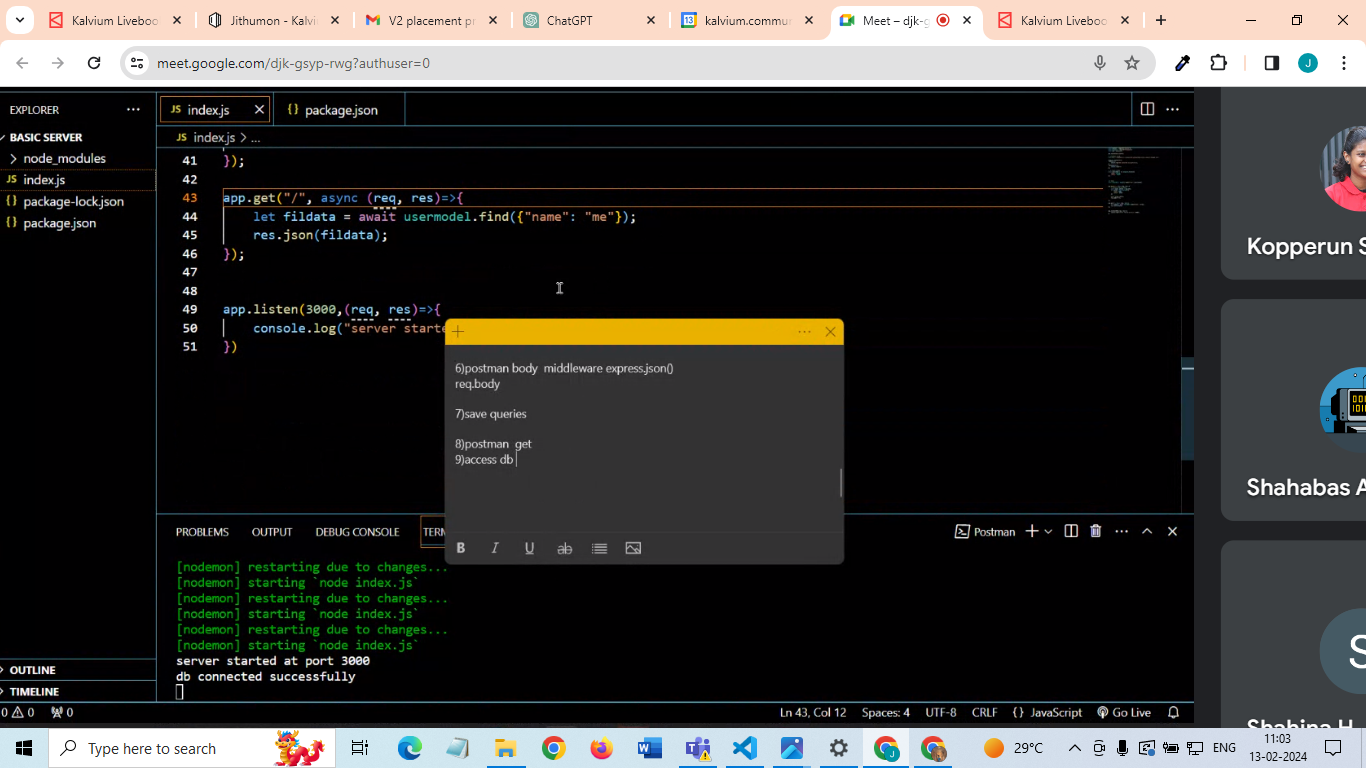 Kalvium Liveboo
Jithumon - Kalvi
V2 placement pr
ChatGPT
13 kalvium.commun
Meet – djk-g
Kalvium Liveboo
meet.google.com/djk-gsyp-rwg?authuser=0
J
EXPLORER
JS index.js
{} package.json
BASIC SERVER
JS index.js > ...
node_modules
JS index.js
{} package-lock.json
{} package.json
41 });
42
43 app.get("/", async (req, res)=>{
44 let fildata = await usermodel.find({"name": "me"});
45 res.json(fildata);
46 });
47
48
49 app.listen(3000,(req, res)=>{
50 console.log("server starte
51 })
6)postman body middleware express.json()
req.body
7)save queries
8)postman get
9)access db
B I U ab
PROBLEMS OUTPUT DEBUG CONSOLE TERM
Postman
[nodemon] restarting due to changes...
[nodemon] starting `node index.js`
[nodemon] restarting due to changes...
[nodemon] starting `node index.js`
[nodemon] restarting due to changes...
[nodemon] starting `node index.js`
server started at port 3000
db connected successfully
OUTLINE
TIMELINE
0 0 0
Ln 43, Col 12 Spaces: 4 UTF-8 CRLF {} JavaScript Go Live
Kopperun S
Shahabas A
S
Shahina H
Type here to search
29°C
ENG
11:03
13-02-2024